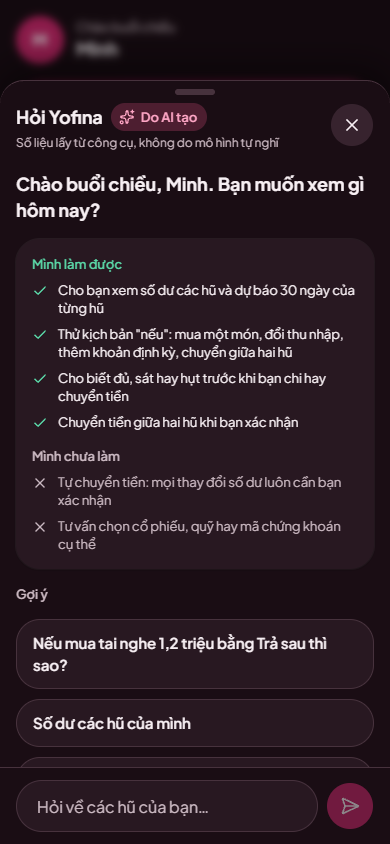 Chào buổi chiều,
Minh
Hỏi Yofina
Do AI tạo
Số liệu lấy từ công cụ, không do mô hình tự nghĩ
Chào buổi chiều, Minh. Bạn muốn xem gì
hôm nay?
Mình làm được
Cho bạn xem số dư các hũ và dự báo 30 ngày của
từng hũ
Thử kịch bản "nếu": mua một món, đổi thu nhập,
thêm khoản định kỳ, chuyển giữa hai hũ
Cho biết đủ, sát hay hụt trước khi bạn chi hay
chuyển tiền
Chuyển tiền giữa hai hũ khi bạn xác nhận
Mình chưa làm
Tự chuyển tiền: mọi thay đổi số dư luôn cần bạn
xác nhận
Tư vấn chọn cổ phiếu, quỹ hay mã chứng khoán
cụ thể
Gợi ý
Nếu mua tai nghe 1,2 triệu bằng Trả sau thì
sao?
Số dư các hũ của mình
Hỏi về các hũ của bạn...